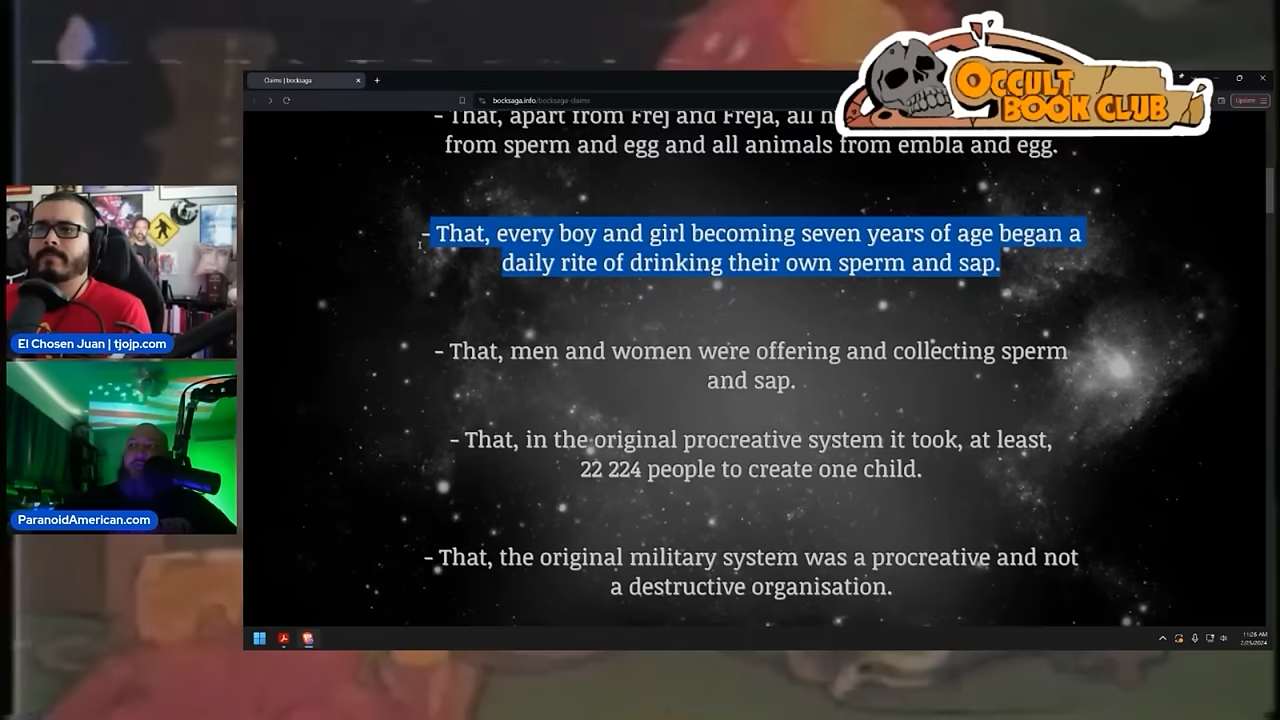 Claims | bocksaga
bocksaga.info/bocksaga-claims
Update
OCCULT
BOOK CLUB
- That, apart from Frej and Freja, all
from sperm and egg and all animals from embla and egg.
- That, every boy and girl becoming seven years of age began a
daily rite of drinking their own sperm and sap.
- That, men and women were offering and collecting sperm
and sap.
- That, in the original procreative system it took, at least,
22 224 people to create one child.
- That, the original military system was a procreative and not
a destructive organisation.
El Chosen Juan | tjojp.com
ParanoidAmerican.com
11:26 AM